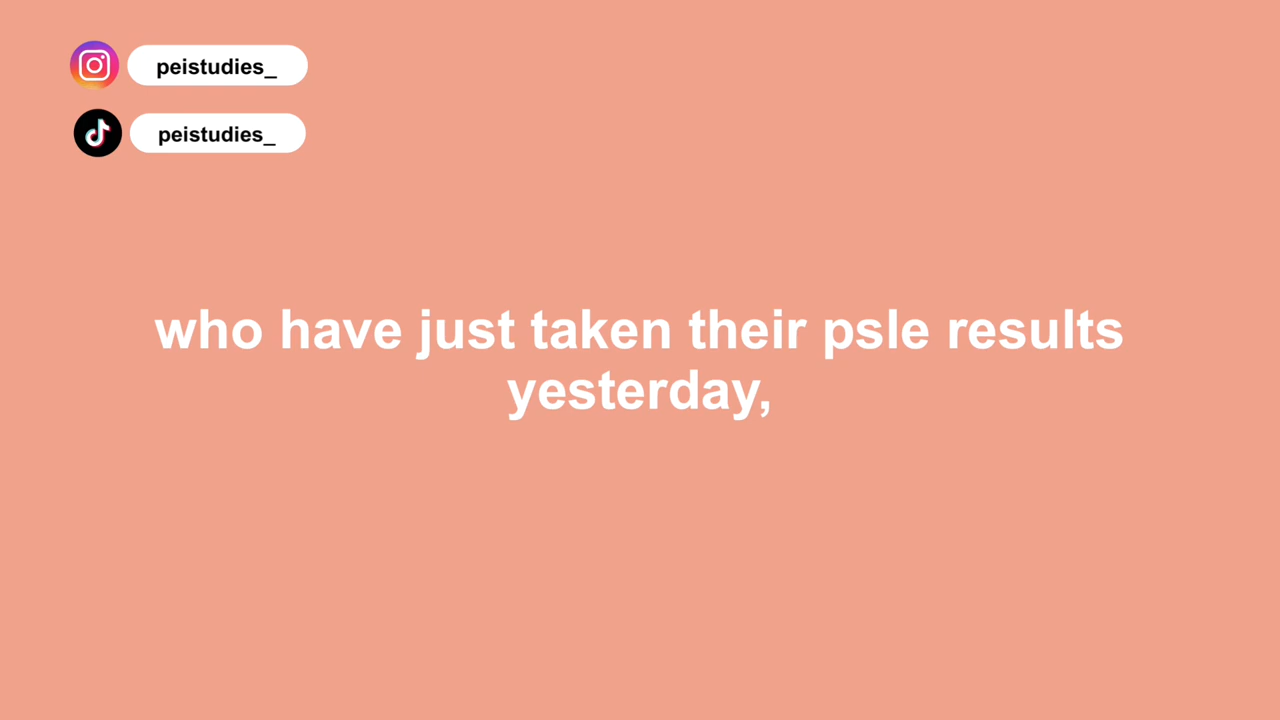 peistudies_
peistudies_
who have just taken their psle results
yesterday,